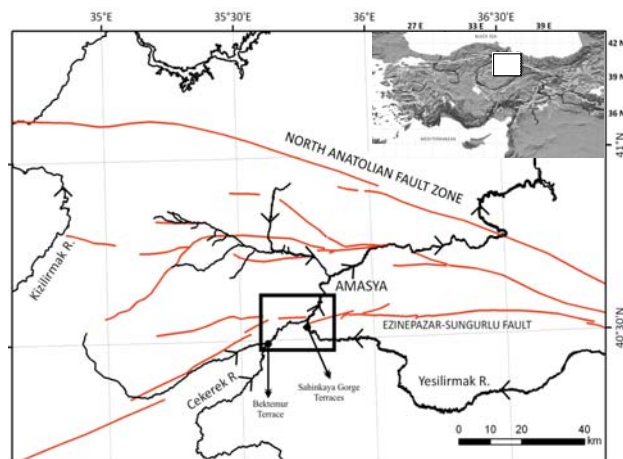 35°E
35°30'E
36°E
36°30'E
27 E
33 E
39 E
BLACK SEA
42 N
39 N
36 N
MEDITERRANEAN
41°N
NORTH ANATOLIAN FAULT ZONE
Kizilirmak R.
AMASYA
EZINEPAZAR-SUNGURLU FAULT
40°30'N
Cekerek R.
Bektemur
Terrace
Sahinkaya Gorge
Terraces
Yesilirmak R.
0
10
20
40
km